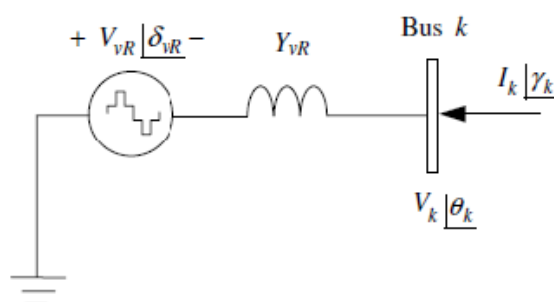 + V_vR |δ_vR −
Y_vR
Bus k
I_k |γ_k
V_k |θ_k